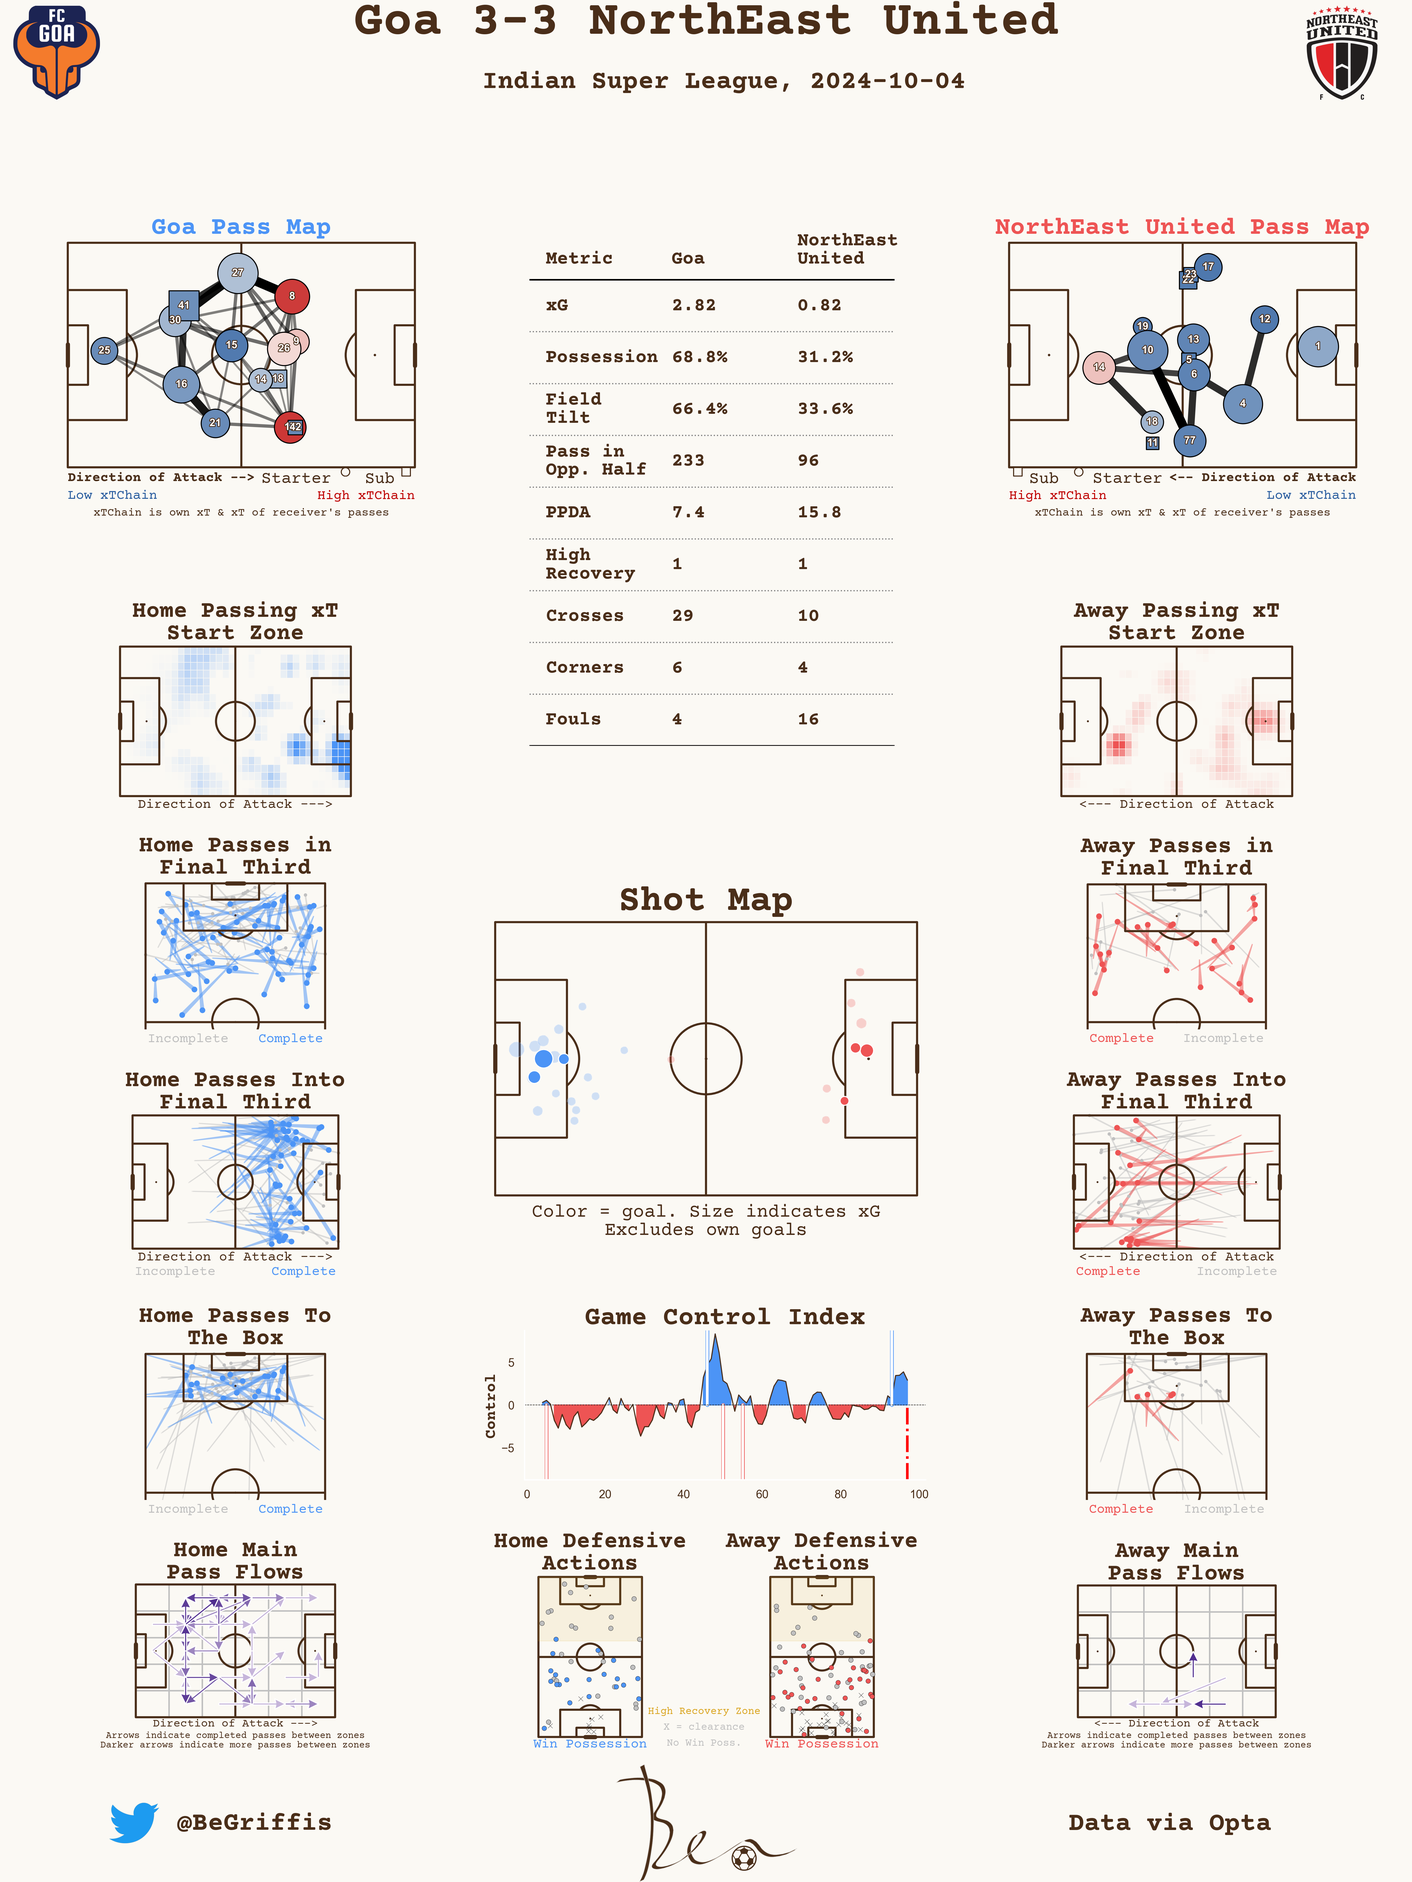 Goa 3-3 NorthEast United
Indian Super League, 2024-10-04
FC
GOA
NORTHEAST
UNITED
F C
Goa Pass Map
27
8
41
30
25
15
9
26
16
14
18
21
42
Direction of Attack --> Starter Sub
Low xTChain High xTChain
xTChain is own xT & xT of receiver's passes
Metric Goa NorthEast United
xG 2.82 0.82
Possession 68.8% 31.2%
Field Tilt 66.4% 33.6%
Pass in Opp. Half 233 96
PPDA 7.4 15.8
High Recovery 1 1
Crosses 29 10
Corners 6 4
Fouls 4 16
NorthEast United Pass Map
17
23
22
19
12
13
10
5
1
14
6
4
18
11
77
Sub Starter <-- Direction of Attack
High xTChain Low xTChain
xTChain is own xT & xT of receiver's passes
Home Passing xT
Start Zone
Direction of Attack --->
Away Passing xT
Start Zone
<--- Direction of Attack
Home Passes in
Final Third
Incomplete Complete
Away Passes in
Final Third
Complete Incomplete
Shot Map
Color = goal. Size indicates xG
Excludes own goals
Home Passes Into
Final Third
Direction of Attack --->
Incomplete Complete
Away Passes Into
Final Third
<--- Direction of Attack
Complete Incomplete
Home Passes To
The Box
Incomplete Complete
Game Control Index
Control
5
0
−5
0 20 40 60 80 100
Away Passes To
The Box
Complete Incomplete
Home Main
Pass Flows
Direction of Attack --->
Arrows indicate completed passes between zones
Darker arrows indicate more passes between zones
Home Defensive
Actions
Win Possession
High Recovery Zone
X = clearance
No Win Poss.
Away Defensive
Actions
Win Possession
Away Main
Pass Flows
<--- Direction of Attack
Arrows indicate completed passes between zones
Darker arrows indicate more passes between zones
@BeGriffis
Ben
Data via Opta